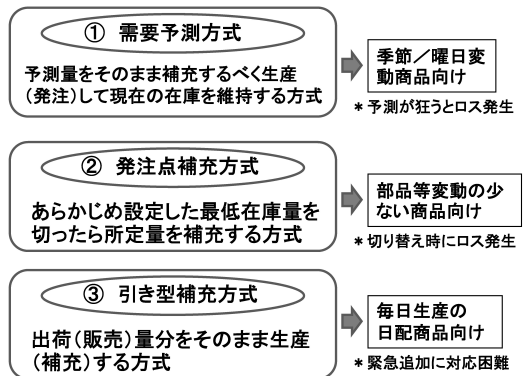 ① 需要予測方式
予測量をそのまま補充するべく生産
(発注)して現在の在庫を維持する方式
季節／曜日変
動商品向け
＊予測が狂うとロス発生
② 発注点補充方式
あらかじめ設定した最低在庫量を
切ったら所定量を補充する方式
部品等変動の少
ない商品向け
＊切り替え時にロス発生
③ 引き型補充方式
出荷(販売)量分をそのまま生産
(補充)する方式
毎日生産の
日配商品向け
＊緊急追加に対応困難